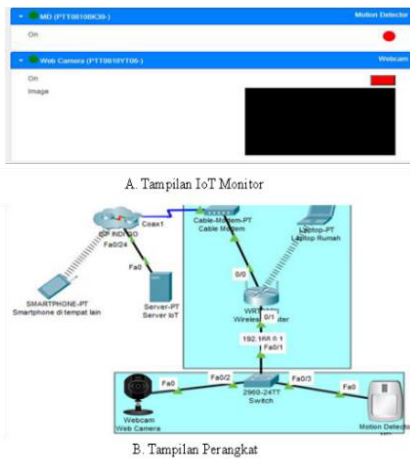 MD (PTT0810BK39-)
Motion Detector
On
Web Camera (PTT0810YT06-)
Webcam
On
Image
A. Tampilan IoT Monitor
Coax1
Cable-Modem-PT
Cable Modem
Laptop-PT
Laptop Rumah
Fa0/24
Fa0
0/0
SMARTPHONE-PT
Smartphone di tempat lain
Server-PT
Server IoT
0/1
192.168.0.1
Fa0/1
Fa0
Fa0/2
2960-24TT
Switch
Fa0/3
Fa0
Webcam
Web Camera
Motion Detector
B. Tampilan Perangkat